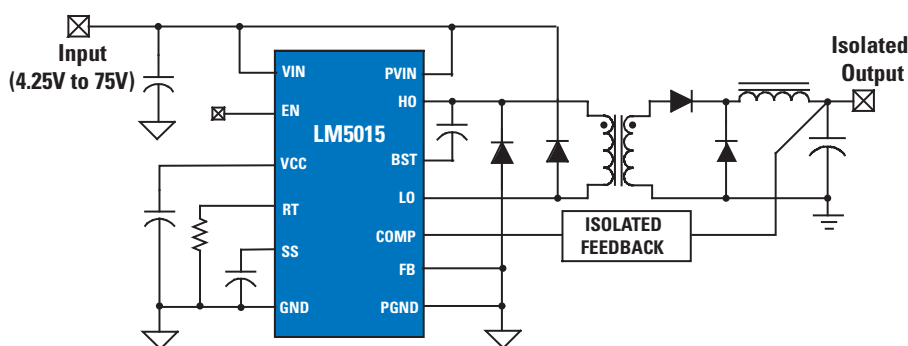 Input
(4.25V to 75V)
VIN
EN
VCC
RT
SS
GND
LM5015
PVIN
HO
BST
LO
COMP
FB
PGND
ISOLATED
FEEDBACK
Isolated
Output